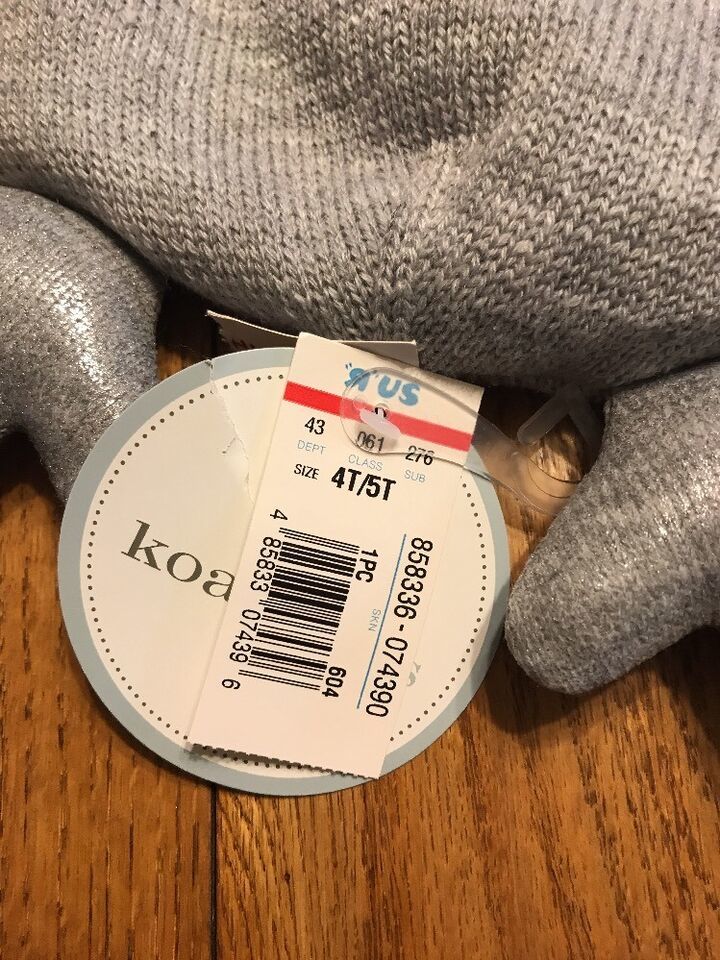 "R"US
43 061 276
DEPT CLASS SUB
SIZE 4T/5T
858336-074390
SKN
1PC
604
4 85833 07439 6
koa